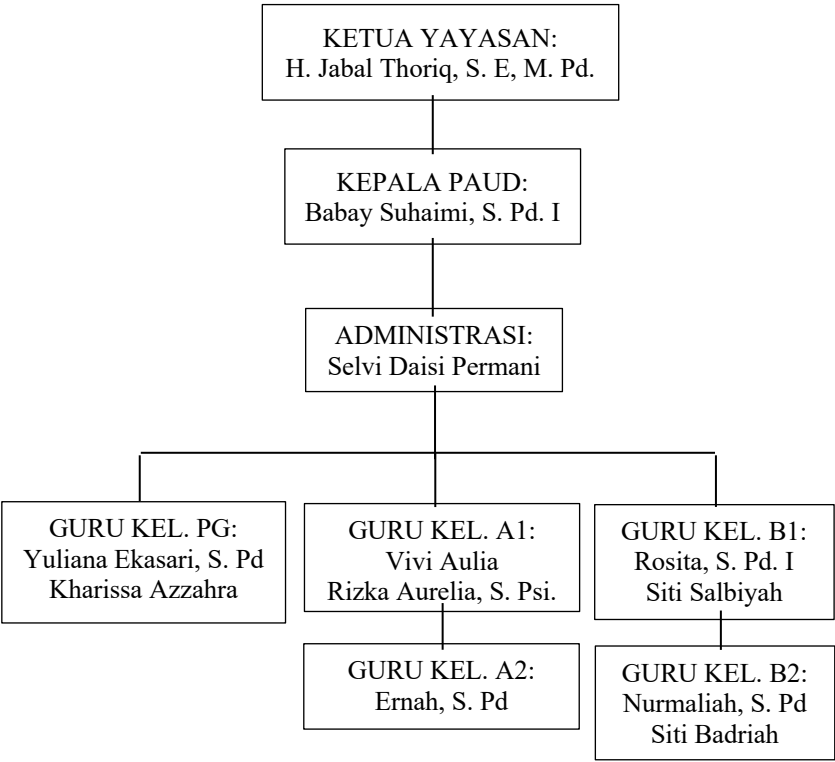 KETUA YAYASAN:
H. Jabal Thoriq, S. E, M. Pd.
KEPALA PAUD:
Babay Suhaimi, S. Pd. I
ADMINISTRASI:
Selvi Daisi Permani
GURU KEL. PG:
Yuliana Ekasari, S. Pd
Kharissa Azzahra
GURU KEL. A1:
Vivi Aulia
Rizka Aurelia, S. Psi.
GURU KEL. B1:
Rosita, S. Pd. I
Siti Salbiyah
GURU KEL. A2:
Ernah, S. Pd
GURU KEL. B2:
Nurmaliah, S. Pd
Siti Badriah